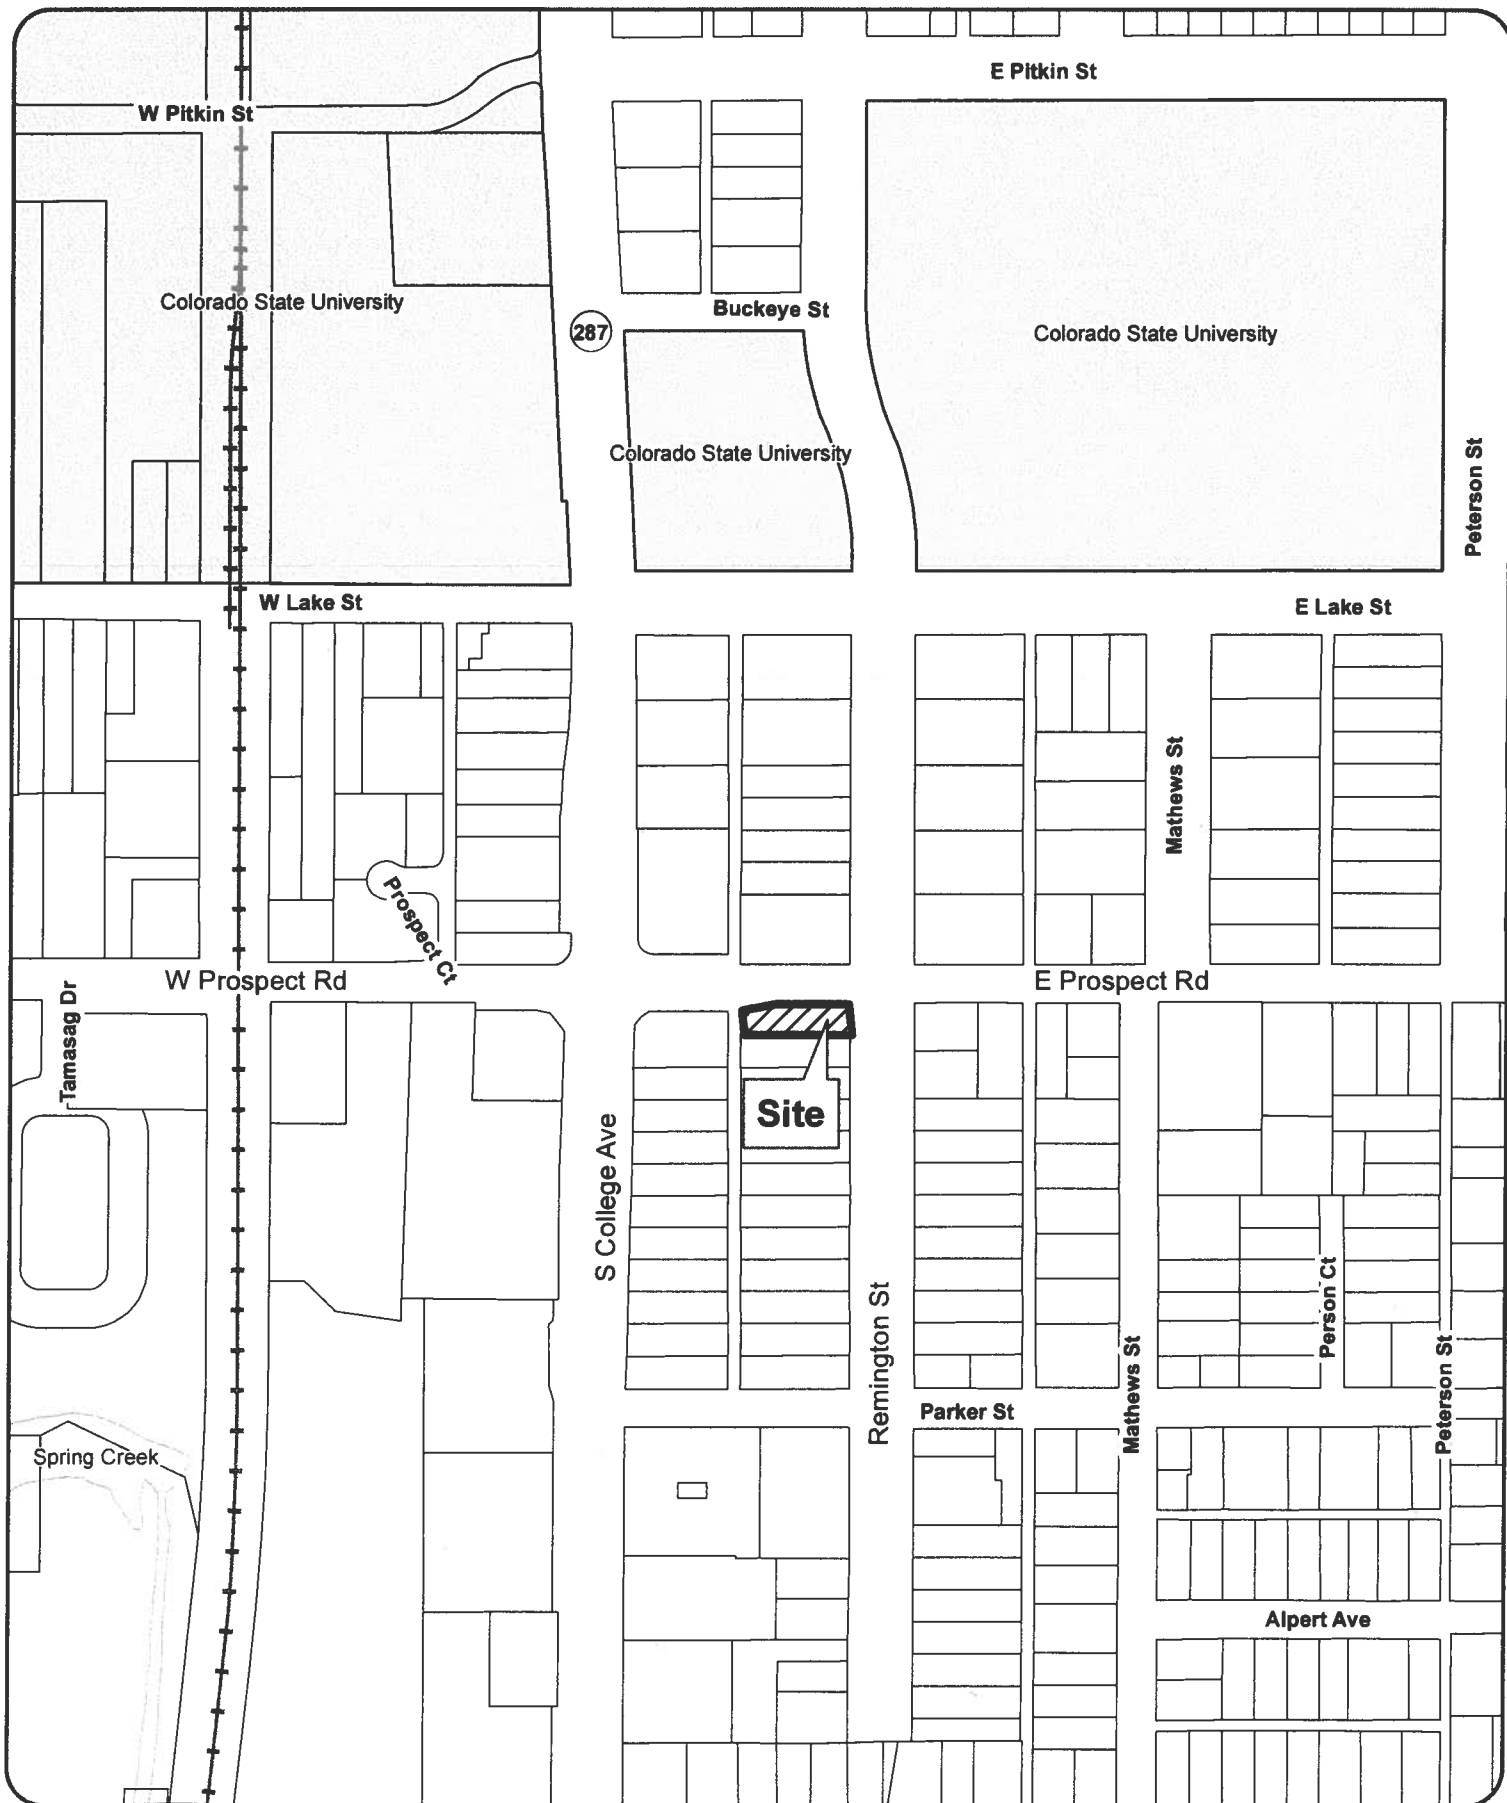 E Pitkin St
W Pitkin St
Colorado State University
Buckeye St
287
Colorado State University
Colorado State University
Peterson St
W Lake St
E Lake St
Mathews St
Prospect Ct
W Prospect Rd
E Prospect Rd
Tamasag Dr
Site
S College Ave
Remington St
Person Ct
Mathews St
Peterson St
Parker St
Spring Creek
Alpert Ave